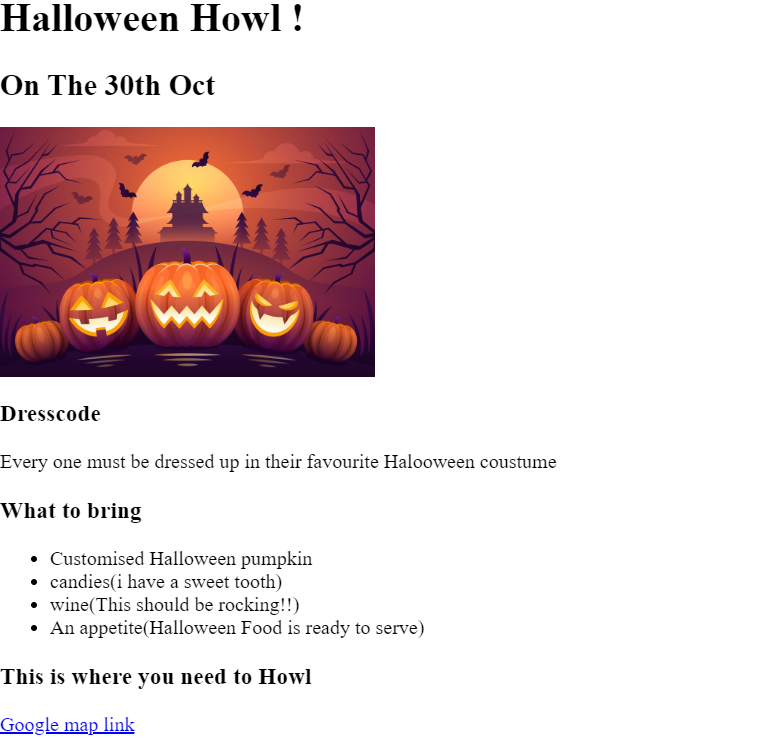 Halloween Howl !
On The 30th Oct
Dresscode
Every one must be dressed up in their favourite Halooween coustume
What to bring
Customised Halloween pumpkin
candies(i have a sweet tooth)
wine(This should be rocking!!)
An appetite(Halloween Food is ready to serve)
This is where you need to Howl
Google map link